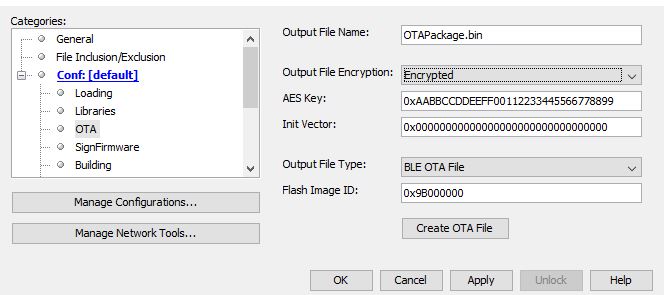 Categories:
General
File Inclusion/Exclusion
Conf: [default]
Loading
Libraries
OTA
SignFirmware
Building
Manage Configurations...
Manage Network Tools...
Output File Name: OTAPackage.bin
Output File Encryption: Encrypted
AES Key: 0xAABBCCDDEEFF00112233445566778899
Init Vector: 0x00000000000000000000000000000000
Output File Type: BLE OTA File
Flash Image ID: 0x9B000000
Create OTA File
OK Cancel Apply Unlock Help